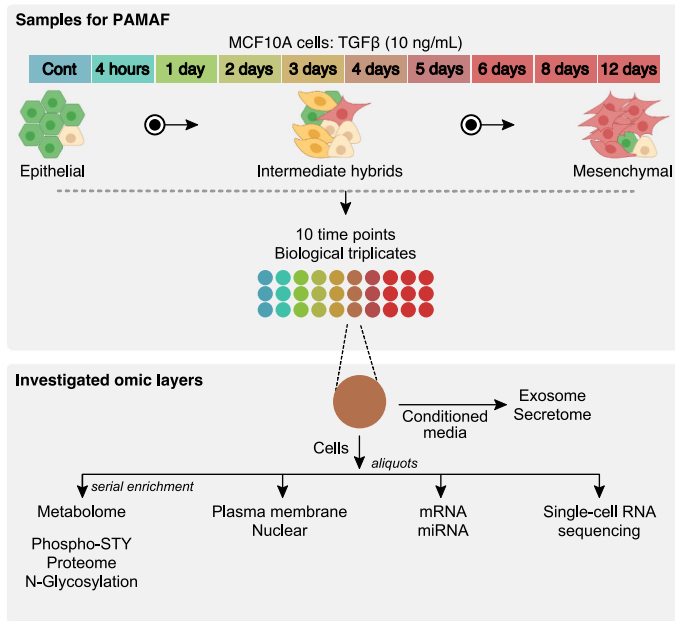 Samples for PAMAF
MCF10A cells: TGFβ (10 ng/mL)
Cont 4 hours 1 day 2 days 3 days 4 days 5 days 6 days 8 days 12 days
Epithelial Intermediate hybrids Mesenchymal
10 time points
Biological triplicates
Investigated omic layers
Conditioned
media
Exosome
Secretome
Cells
aliquots
serial enrichment
Metabolome
Phospho-STY
Proteome
N-Glycosylation
Plasma membrane
Nuclear
mRNA
miRNA
Single-cell RNA
sequencing